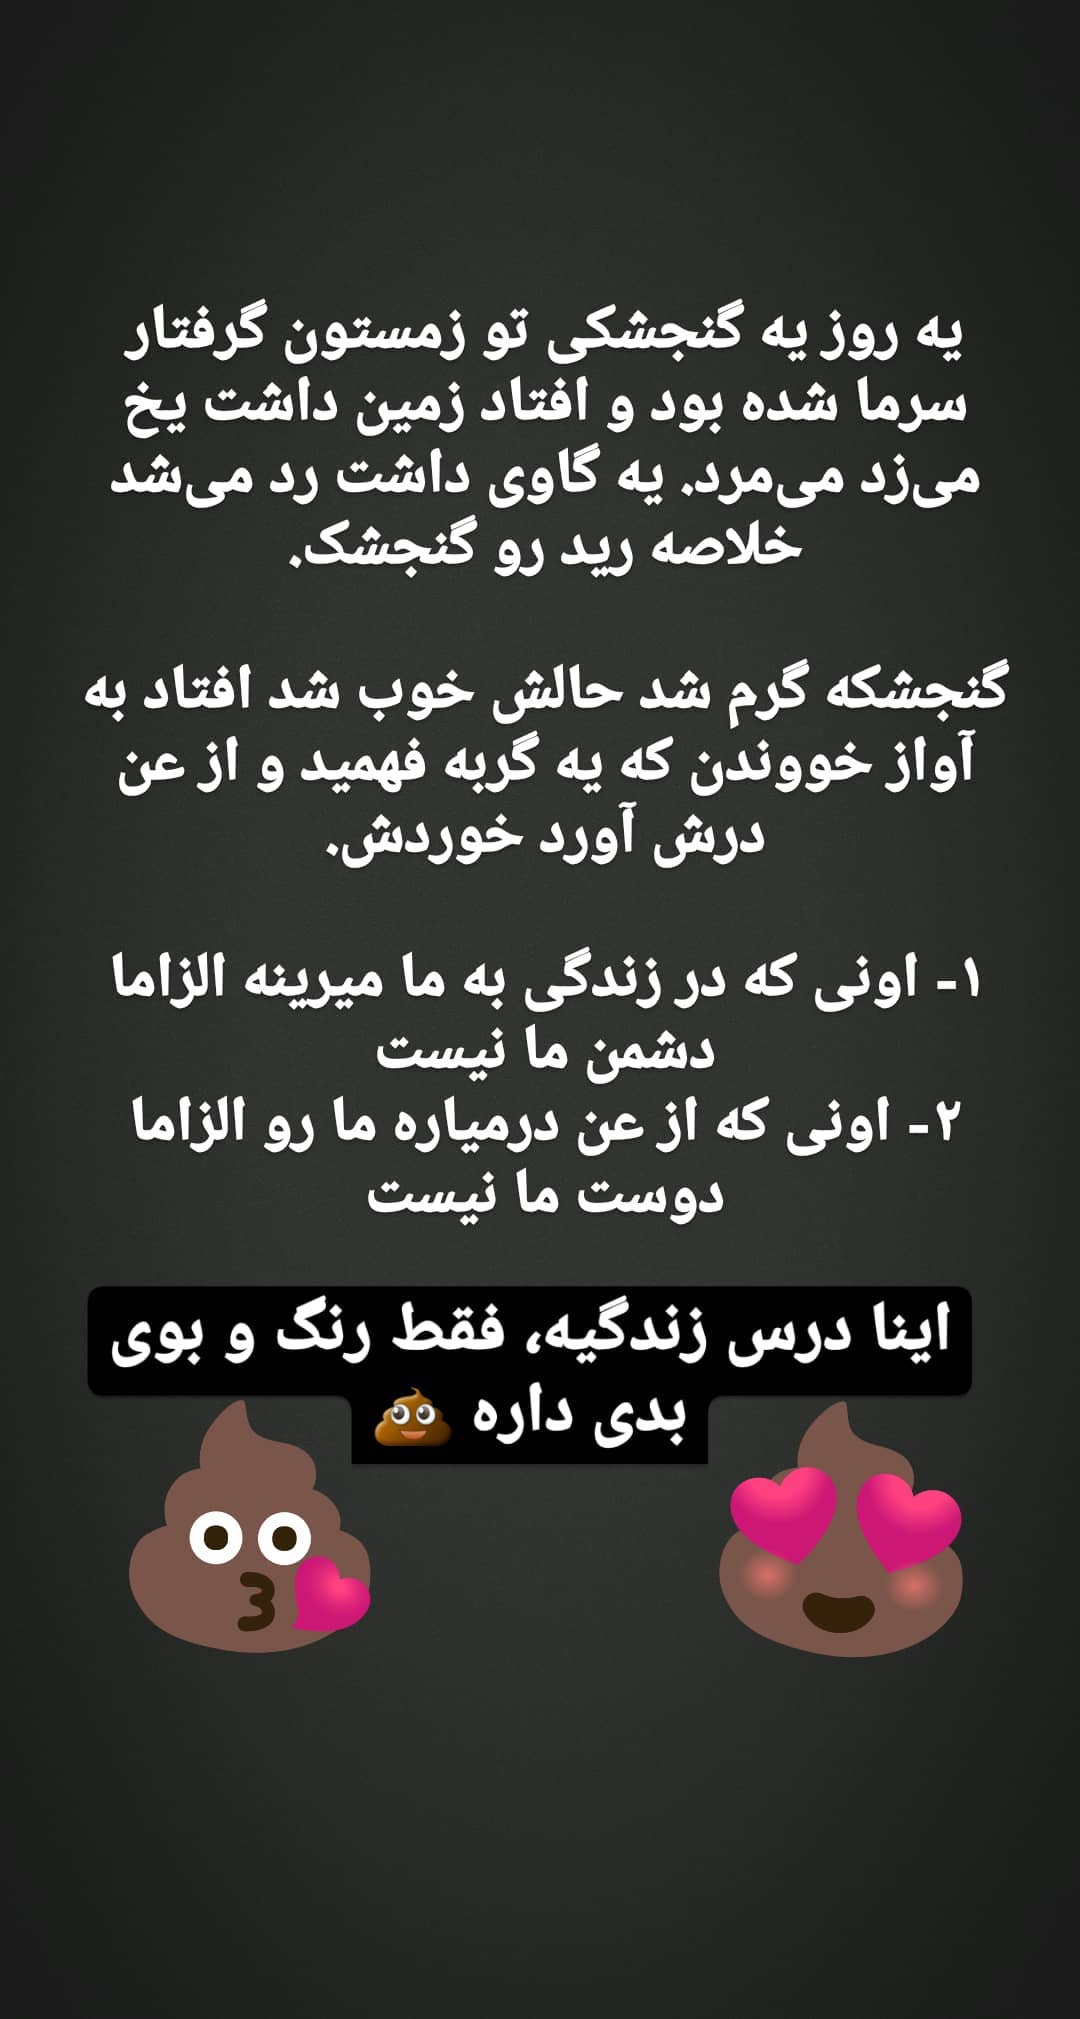 یه روز یه گنجشکی تو زمستون گرفتار
سرما شده بود و افتاد زمین داشت یخ
می‌زد می‌مرد. یه گاوی داشت رد می‌شد
خلاصه رید رو گنجشک.
گنجشکه گرم شد حالش خوب شد افتاد به
آواز خووندن که یه گربه فهمید و از عن
درش آورد خوردش.
۱- اونی که در زندگی به ما میرینه الزاما
دشمن ما نیست
۲- اونی که از عن درمیاره ما رو الزاما
دوست ما نیست
اینا درس زندگیه، فقط رنگ و بوی
بدی داره 💩